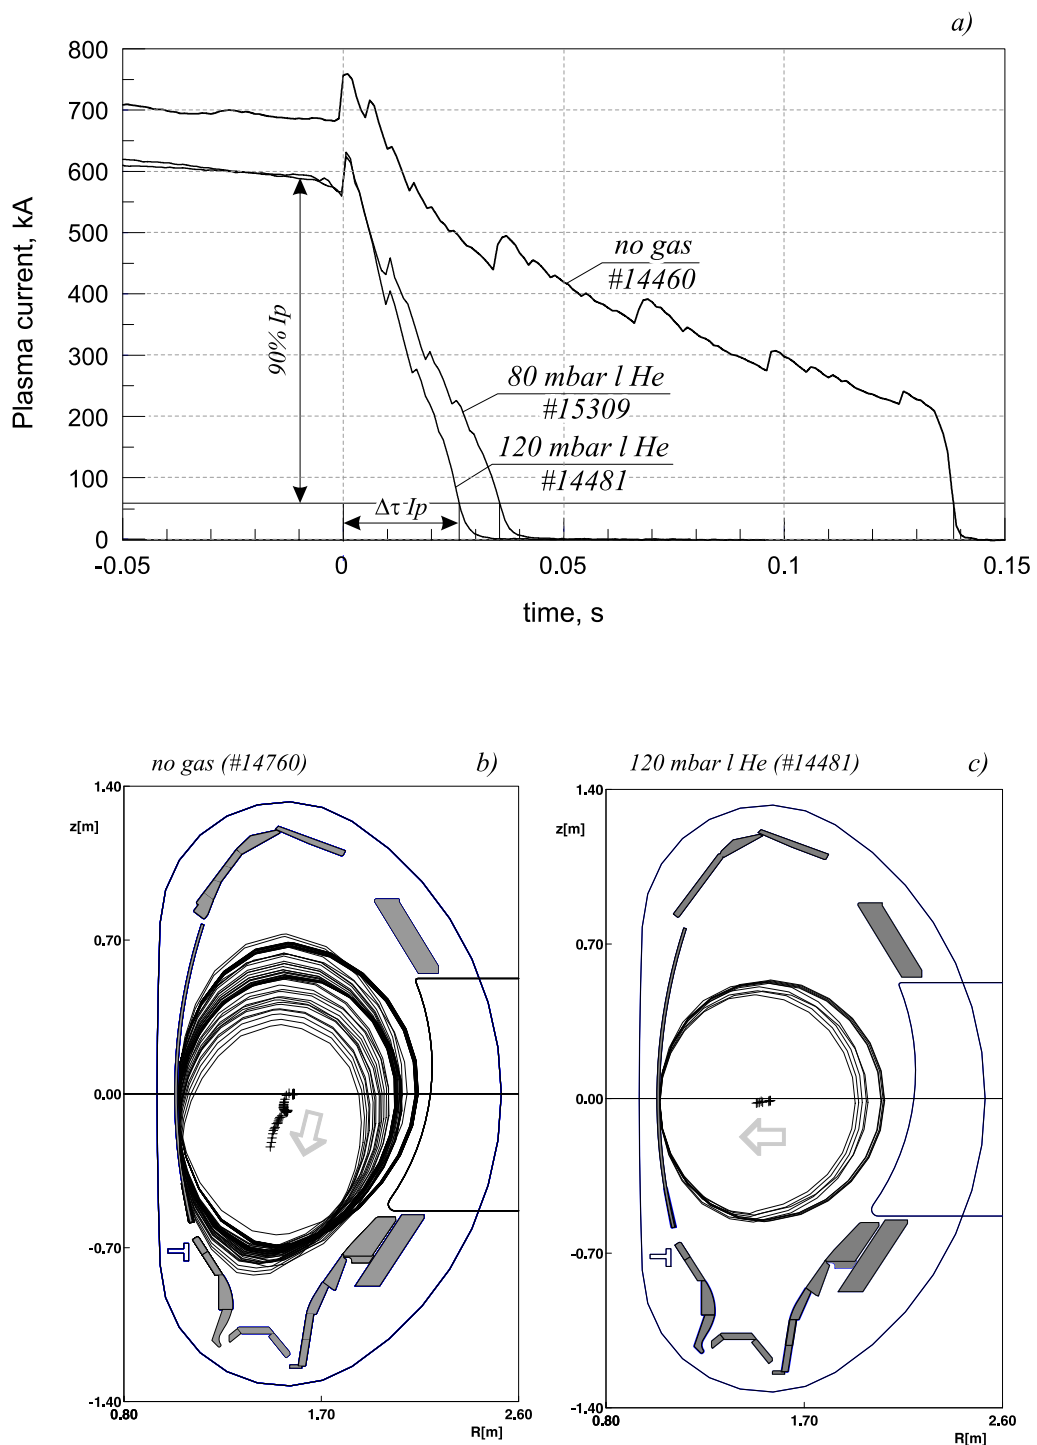 a)
800
700
600
500
400
300
200
100
0
Plasma current, kA
90% Ip
no gas
#14460
80 mbar l He
#15309
120 mbar l He
#14481
Δτ Ip
-0.05
0
0.05
0.1
0.15
time, s
no gas (#14760)
b)
1.40
z[m]
0.70
0.00
-0.70
-1.40
0.80
1.70
2.60
R[m]
120 mbar l He (#14481)
c)
1.40
z[m]
0.70
0.00
-0.70
-1.40
0.80
1.70
2.60
R[m]